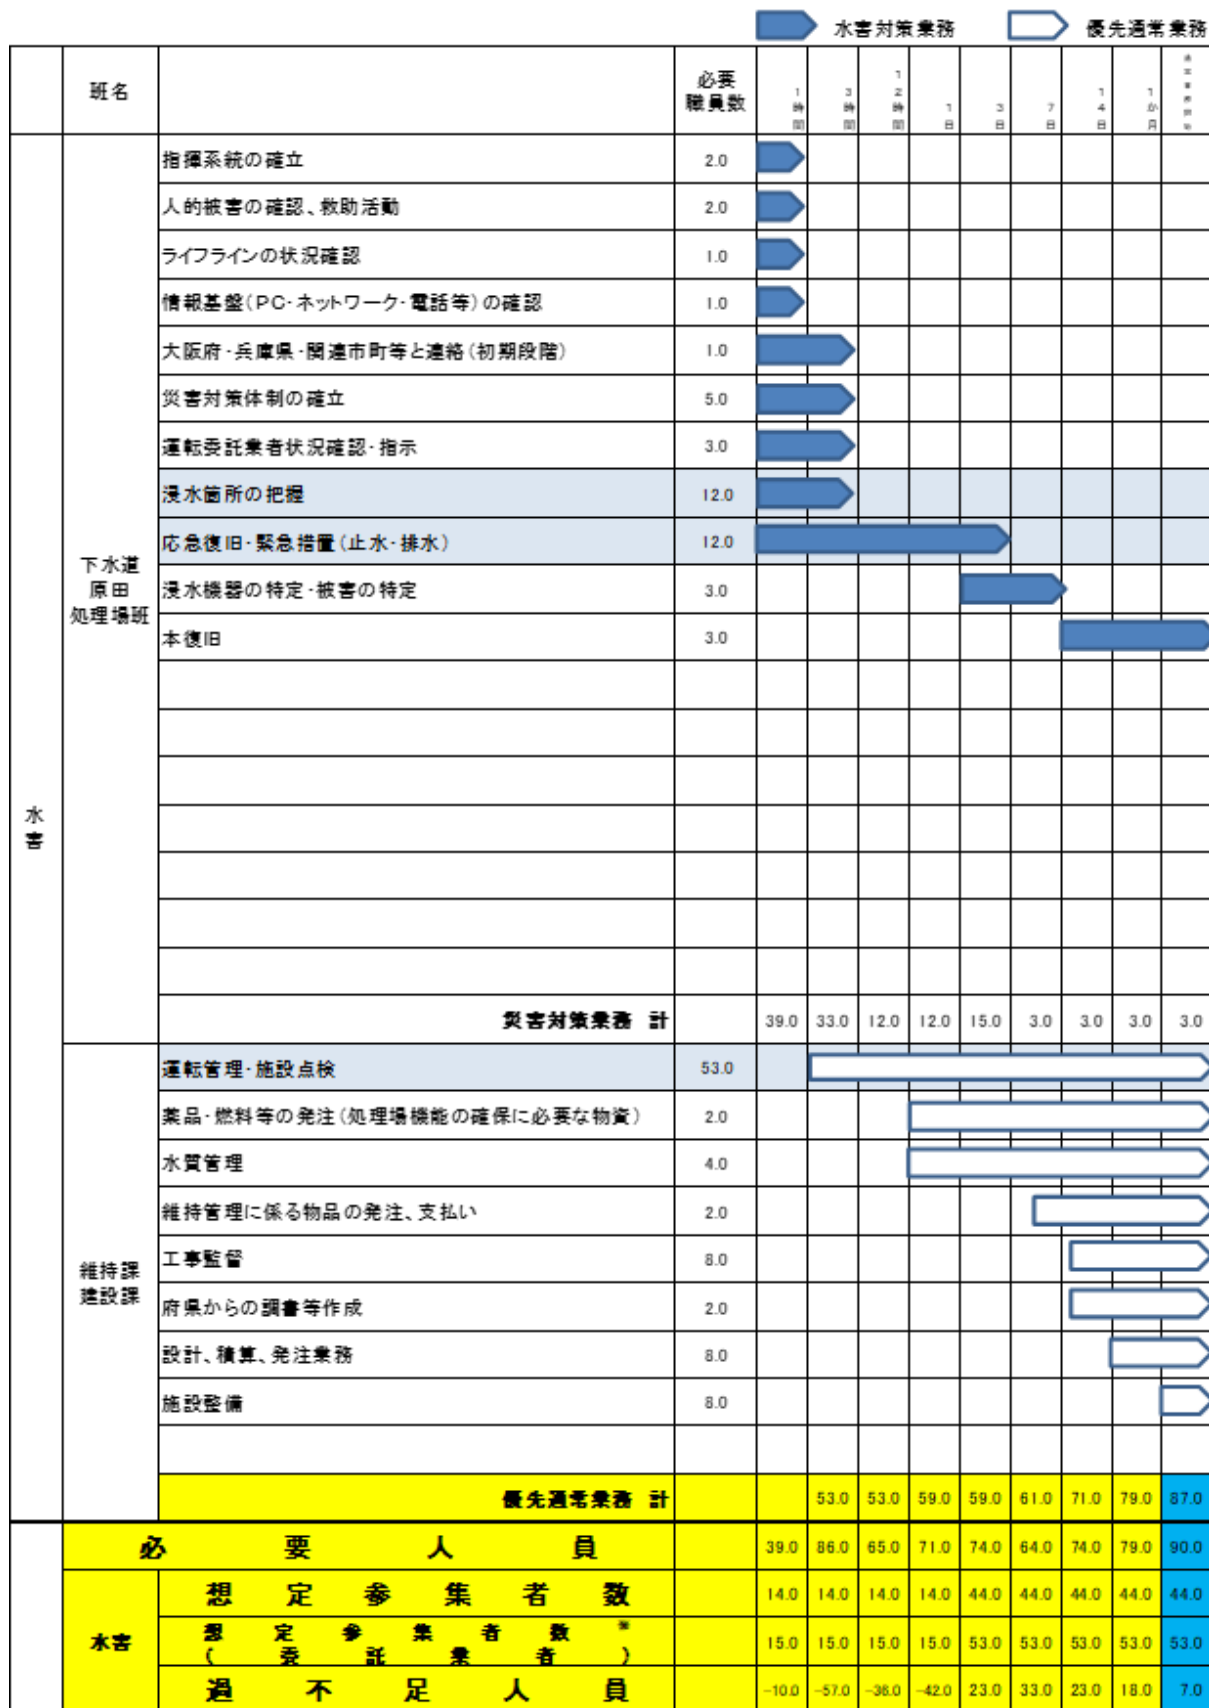 水害対策業務 優先通常業務
班名 必要職員数 1時間 3時間 12時間 1日 3日 7日 14日 1か月
水害
下水道原田処理場班
指揮系統の確立 2.0
人的被害の確認、救助活動 2.0
ライフラインの状況確認 1.0
情報基盤(PC・ネットワーク・電話等)の確認 1.0
大阪府・兵庫県・関連市町等と連絡(初期段階) 1.0
災害対策体制の確立 5.0
運転委託業者状況確認・指示 3.0
浸水箇所の把握 12.0
応急復旧・緊急措置(止水・排水) 12.0
浸水機器の特定・被害の特定 3.0
本復旧 3.0
災害対策業務 計 39.0 33.0 12.0 12.0 15.0 3.0 3.0 3.0 3.0
維持課建設課
運転管理・施設点検 53.0
薬品・燃料等の発注(処理場機能の確保に必要な物資) 2.0
水質管理 4.0
維持管理に係る物品の発注、支払い 2.0
工事監督 8.0
府県からの調書等作成 2.0
設計、積算、発注業務 8.0
施設整備 8.0
優先通常業務 計 53.0 53.0 59.0 59.0 61.0 71.0 79.0 87.0
必要人員 39.0 86.0 65.0 71.0 74.0 64.0 74.0 79.0 90.0
水害
想定参集者数 14.0 14.0 14.0 14.0 44.0 44.0 44.0 44.0 44.0
想定参集者数※
(委託業者) 15.0 15.0 15.0 15.0 53.0 53.0 53.0 53.0 53.0
過不足人員 -10.0 -57.0 -36.0 -42.0 23.0 33.0 23.0 18.0 7.0